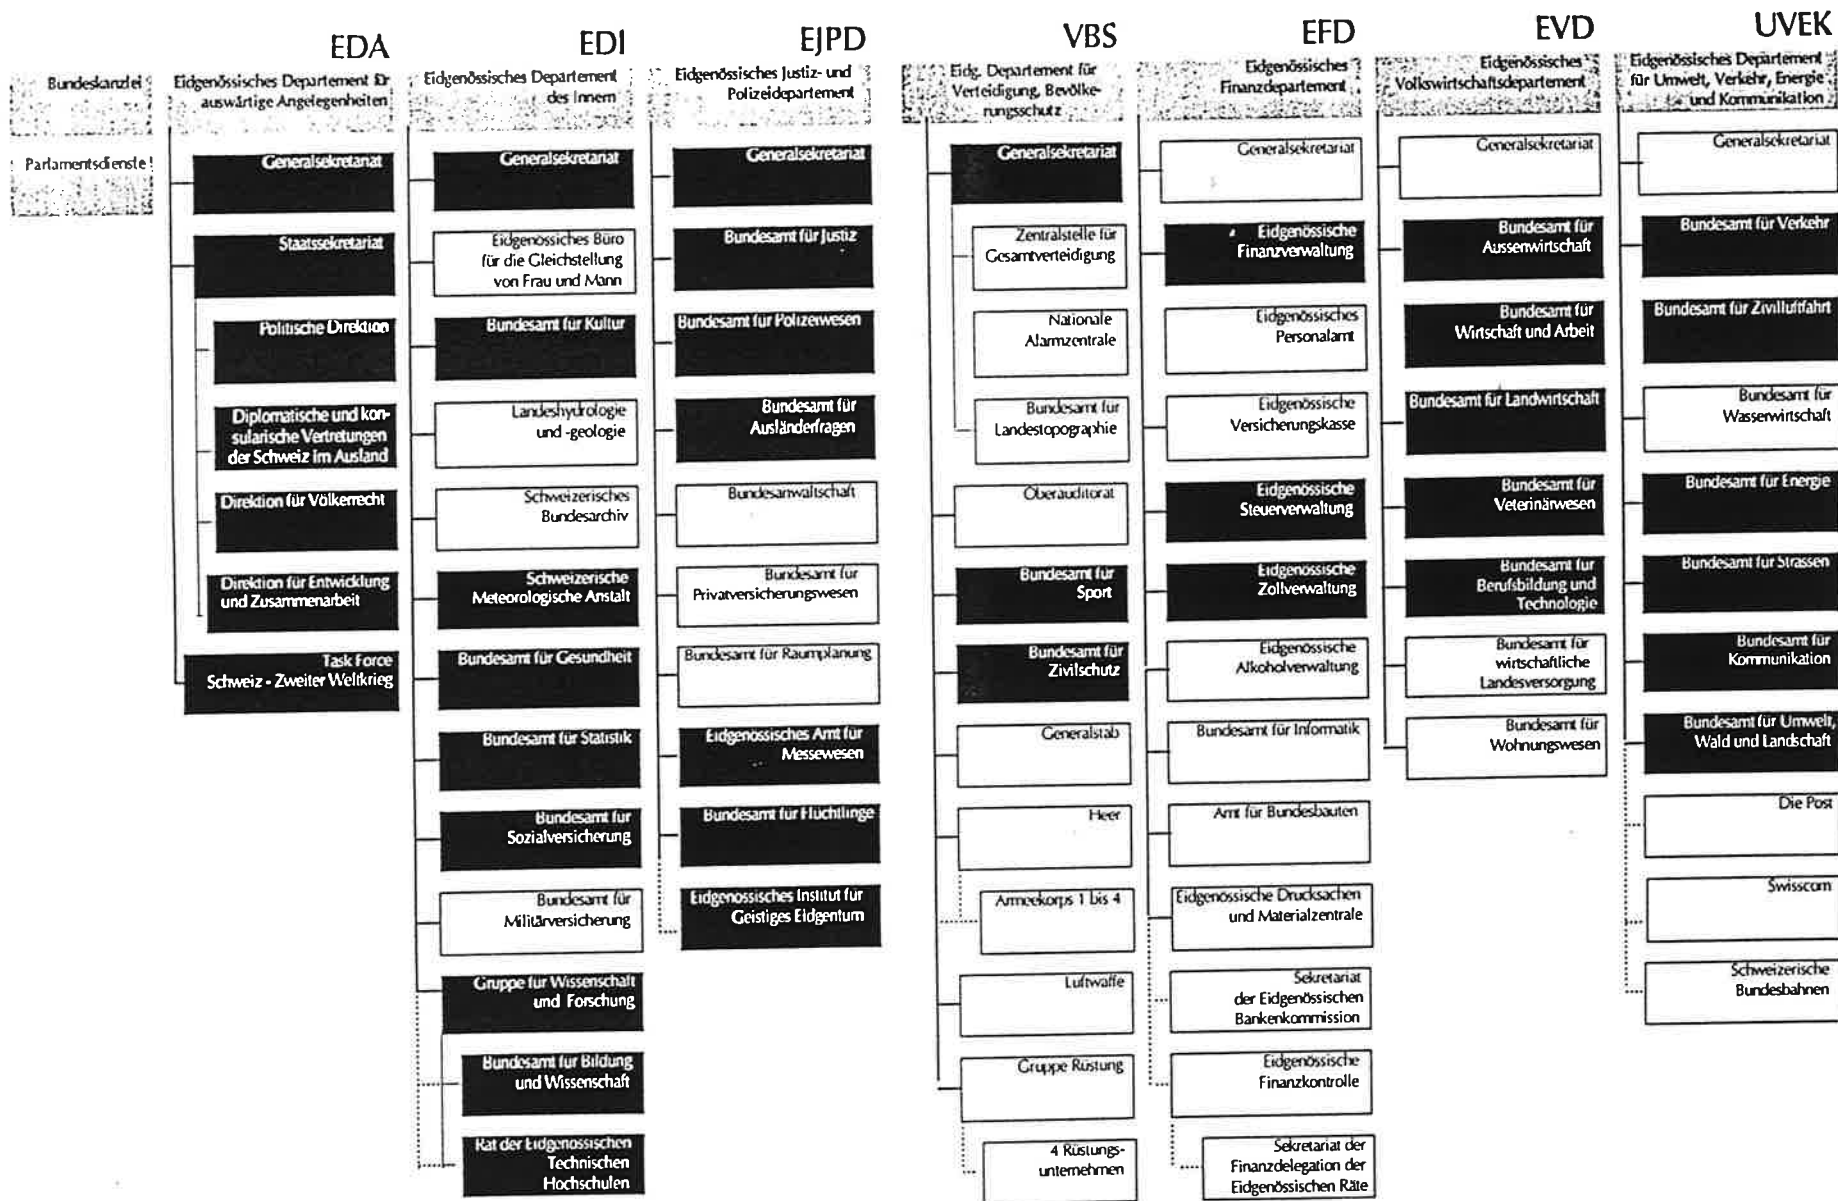 Bundeskanzlei
Parlamentsdienste
EDA
Eidgenössisches Departement für
auswärtige Angelegenheiten
Generalsekretariat
Staatssekretariat
Politische Direktion
Diplomatische und kon-
sularische Vertretungen
der Schweiz im Ausland
Direktion für Völkerrecht
Direktion für Entwicklung
und Zusammenarbeit
Task Force
Schweiz - Zweiter Weltkrieg
EDI
Eidgenössisches Departement
des Innern
Generalsekretariat
Eidgenössiches Büro
für die Gleichstellung
von Frau und Mann
Bundesamt für Kultur
Landeshydrologie
und -geologie
Schweizerisches
Bundesarchiv
Schweizerische
Meteorologische Anstalt
Bundesamt für Gesundheit
Bundesamt für Statistik
Bundesamt für
Sozialversicherung
Bundesamt für
Militärversicherung
Gruppe für Wissenschaft
und Forschung
Bundesamt für Bildung
und Wissenschaft
Rat der Eidgenössischen
Technischen
Hochschulen
EJPD
Eidgenössisches Justiz- und
Polizeidepartement
Generalsekretariat
Bundesamt für Justiz
Bundesamt für Polizeiwesen
Bundesamt für
Ausländerfragen
Bundesanwaltschaft
Bundesamt für
Privatversicherungswesen
Bundesamt für Raumplanung
Eidgenössisches Amt für
Messewesen
Bundesamt für Flüchtlinge
Eidgenössisches Institut für
Geistiges Eidgentum
VBS
Eidg. Departement für
Verteidigung, Bevölke-
rungsschutz
Generalsekretariat
Zentralstelle für
Gesamtverteidigung
Nationale
Alarmzentrale
Bundesamt für
Landestopographie
Oberauditorat
Bundesamt für
Sport
Bundesamt für
Zivilschutz
Generalstab
Heer
Armeekorps 1 bis 4
Luftwaffe
Gruppe Rüstung
4 Rüstungs-
unternehmen
EFD
Eidgenössisches
Finanzdepartement
Generalsekretariat
Eidgenössische
Finanzverwaltung
Eidgenössisches
Personalamt
Eidgenössische
Versicherungskasse
Eidgenössische
Steuerverwaltung
Eidgenössische
Zollverwaltung
Eidgenössische
Alkoholverwaltung
Bundesamt für Informatik
Amt für Bundesbauten
Eidgenössische Drucksachen
und Materialzentrale
Sekretariat
der Eidgenössischen
Bankenkommission
Eidgenössische
Finanzkontrolle
Sekretariat der
Finanzdelegation der
Eidgenössischen Räte
EVD
Eidgenössisches
Volkswirtschaftsdepartement
Generalsekretariat
Bundesamt für
Aussenwirtschaft
Bundesamt für
Wirtschaft und Arbeit
Bundesamt für Landwirtschaft
Bundesamt für
Veterinärwesen
Bundesamt für
Berufsbildung und
Technologie
Bundesamt für
wirtschaftliche
Landesversorgung
Bundesamt für
Wohnungswesen
UVEK
Eidgenössisches Departement
für Umwelt, Verkehr, Energie
und Kommunikation
Generalsekretariat
Bundesamt für Verkehr
Bundesamt für Zivilluftfahrt
Bundesamt für
Wasserwirtschaft
Bundesamt für Energie
Bundesamt für Strassen
Bundesamt für
Kommunikation
Bundesamt für Umwelt,
Wald und Landschaft
Die Post
Swisscom
Schweizerische
Bundesbahnen